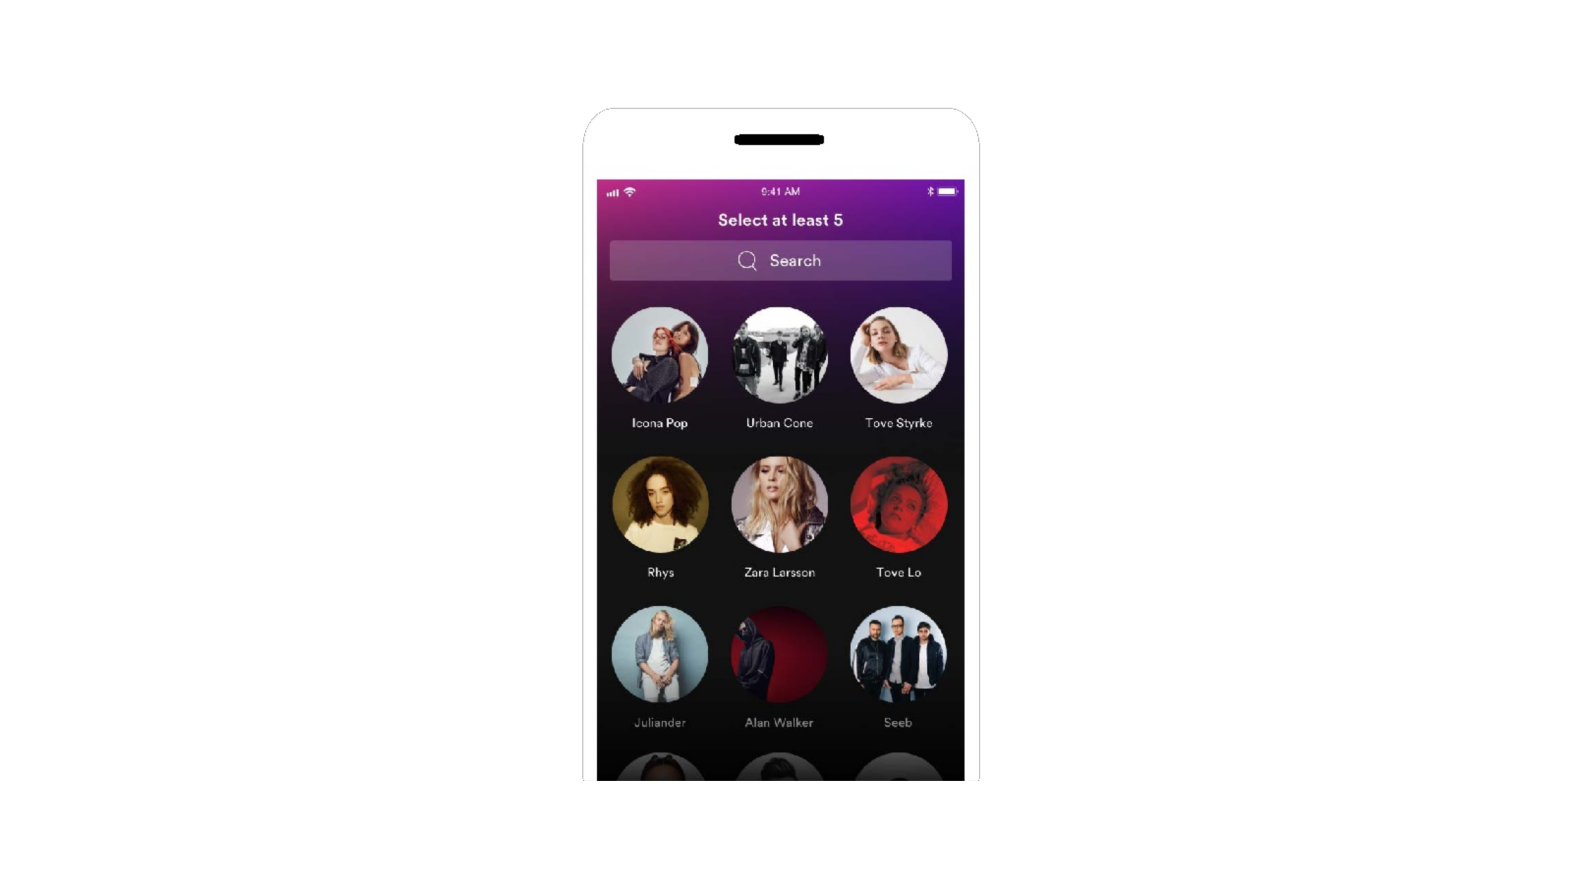 9:41 AM
Select at least 5
Search
Icona Pop
Urban Cone
Tove Styrke
Rhys
Zara Larsson
Tove Lo
Juliander
Alan Walker
Seeb